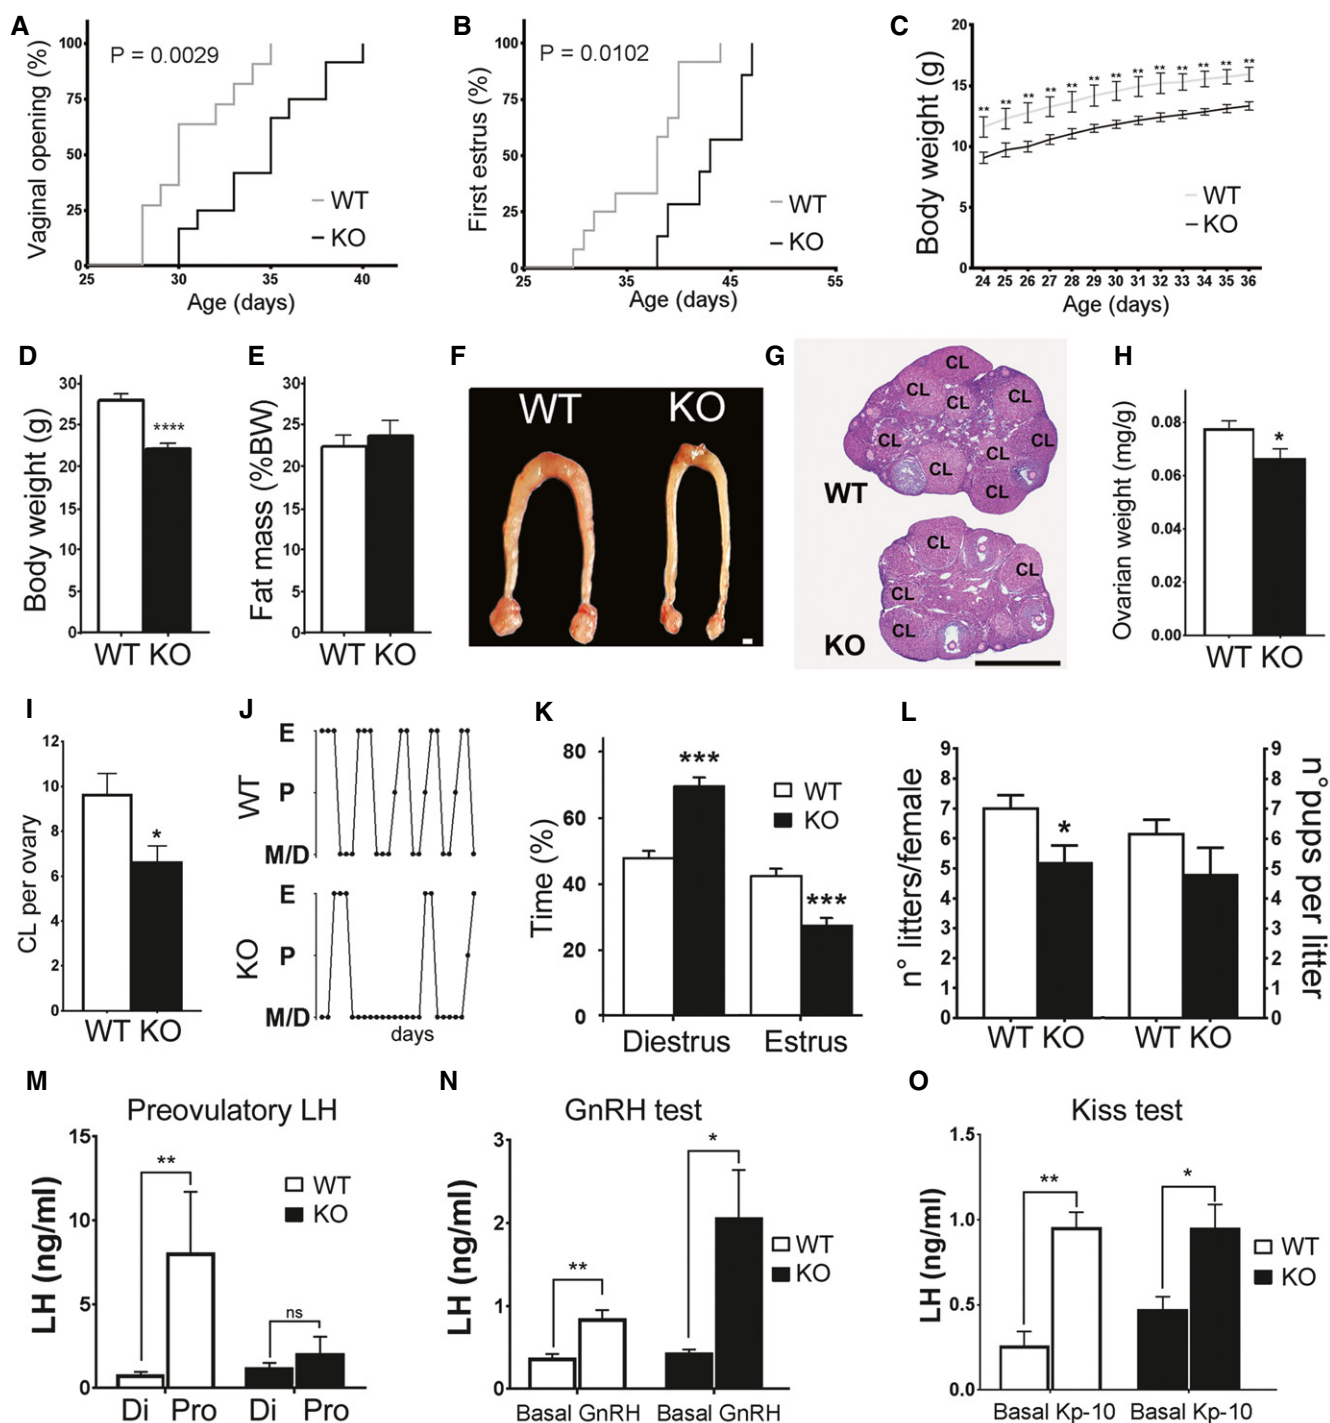 A
P = 0.0029
Vaginal opening (%)
100
75
50
25
0
25 30 35 40
Age (days)
WT
KO
B
P = 0.0102
First estrus (%)
100
75
50
25
0
25 35 45 55
Age (days)
WT
KO
C
Body weight (g)
20
15
10
5
0
** ** ** ** ** ** ** ** ** ** ** ** **
WT
KO
24 25 26 27 28 29 30 31 32 33 34 35 36
Age (days)
D
Body weight (g)
30
25
20
15
10
5
0
****
WT KO
E
Fat mass (%BW)
30
25
20
15
10
5
0
WT KO
F
WT KO
G
CL
CL
CL
CL
CL
CL
CL
CL
CL
WT
CL
CL
CL
CL
KO
H
Ovarian weight (mg/g)
0.08
0.06
0.04
0.02
0.00
*
WT KO
I
CL per ovary
12
10
8
6
4
2
0
*
WT KO
J
WT
E
P
M/D
KO
E
P
M/D
days
K
Time (%)
80
60
40
20
0
***
***
WT
KO
Diestrus Estrus
L
n° litters/female
9
8
7
6
5
4
3
2
1
0
*
WT KO WT KO
9
8
7
6
5
4
3
2
1
0
n°pups per litter
M
Preovulatory LH
LH (ng/ml)
15
10
5
0
**
ns
WT
KO
Di Pro Di Pro
N
GnRH test
LH (ng/ml)
3
2
1
0
**
*
WT
KO
Basal GnRH Basal GnRH
O
Kiss test
LH (ng/ml)
1.5
1.0
0.5
0.0
**
*
WT
KO
Basal Kp-10 Basal Kp-10